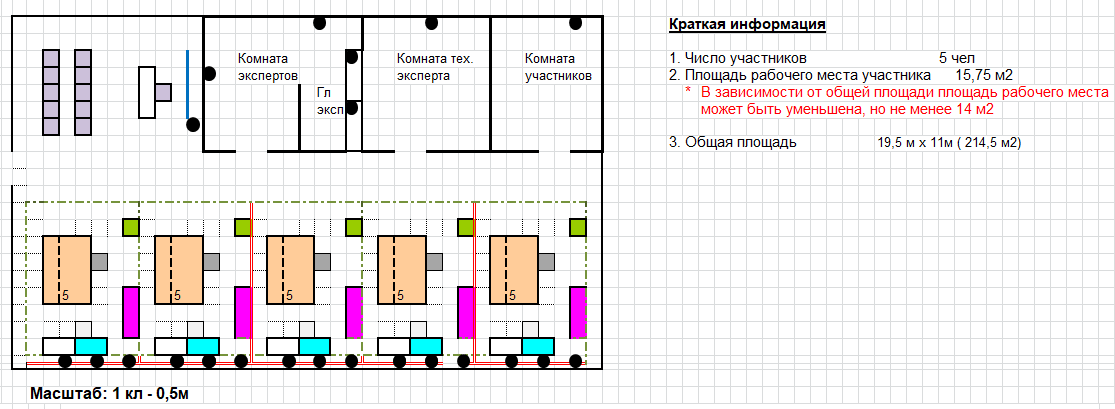 Краткая информация
Комната экспертов
Комната тех. эксперта
Комната участников
Гл эксп
1. Число участников 5 чел
2. Площадь рабочего места участника 15,75 м2
* В зависимости от общей площади площадь рабочего места
может быть уменьшена, но не менее 14 м2
3. Общая площадь 19,5 м х 11м ( 214,5 м2)
5 5 5 5 5
Масштаб: 1 кл - 0,5м